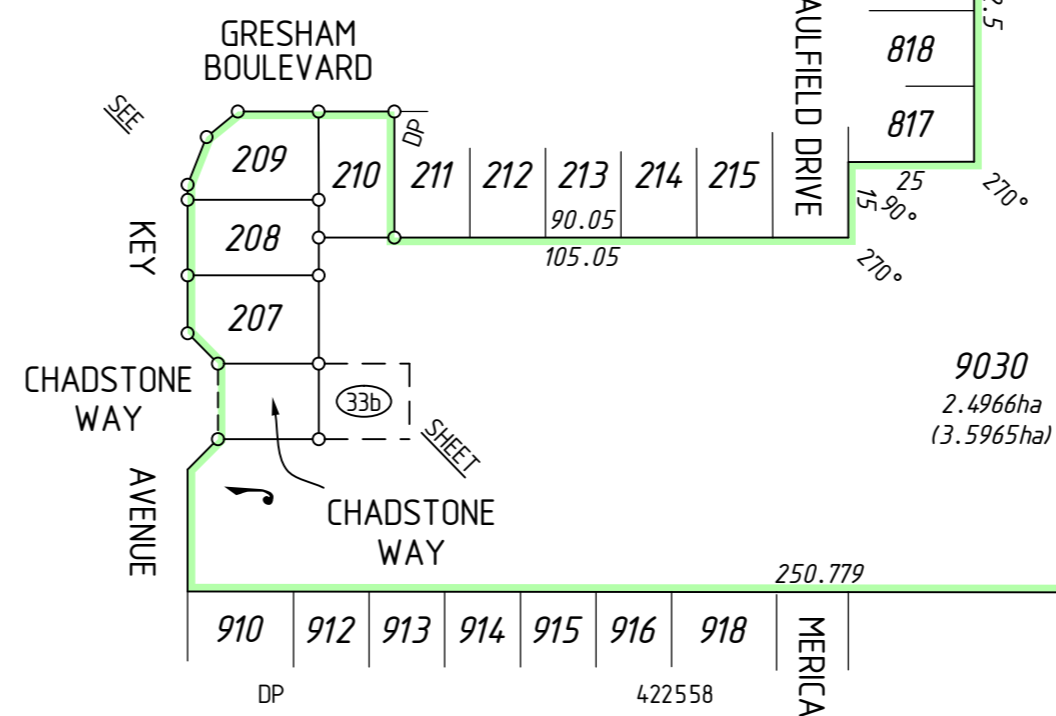 GRESHAM
BOULEVARD
SEE
DP
209
210
211
212
213
214
215
90.05
105.05
AULFIELD DRIVE
818
817
2.5
25
15
90°
270°
270°
KEY
208
207
CHADSTONE
WAY
33b
SHEET
9030
2.4966ha
(3.5965ha)
AVENUE
CHADSTONE
WAY
250.779
910
912
913
914
915
916
918
MERICA
DP
422558